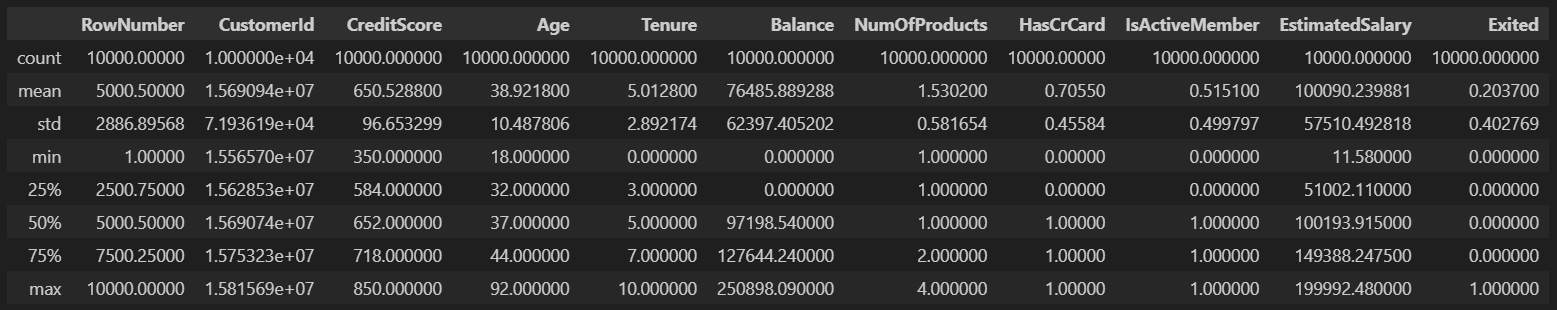 RowNumber CustomerId CreditScore Age Tenure Balance NumOfProducts HasCrCard IsActiveMember EstimatedSalary Exited
count 10000.00000 1.000000e+04 10000.000000 10000.000000 10000.000000 10000.000000 10000.000000 10000.00000 10000.000000 10000.000000 10000.000000
mean 5000.50000 1.569094e+07 650.528800 38.921800 5.012800 76485.889288 1.530200 0.70550 0.515100 100090.239881 0.203700
std 2886.89568 7.193619e+04 96.653299 10.487806 2.892174 62397.405202 0.581654 0.45584 0.499797 57510.492818 0.402769
min 1.00000 1.556570e+07 350.000000 18.000000 0.000000 0.000000 1.000000 0.00000 0.000000 11.580000 0.000000
25% 2500.75000 1.562853e+07 584.000000 32.000000 3.000000 0.000000 1.000000 0.00000 0.000000 51002.110000 0.000000
50% 5000.50000 1.569074e+07 652.000000 37.000000 5.000000 97198.540000 1.000000 1.00000 1.000000 100193.915000 0.000000
75% 7500.25000 1.575323e+07 718.000000 44.000000 7.000000 127644.240000 2.000000 1.00000 1.000000 149388.247500 0.000000
max 10000.00000 1.581569e+07 850.000000 92.000000 10.000000 250898.090000 4.000000 1.00000 1.000000 199992.480000 1.000000